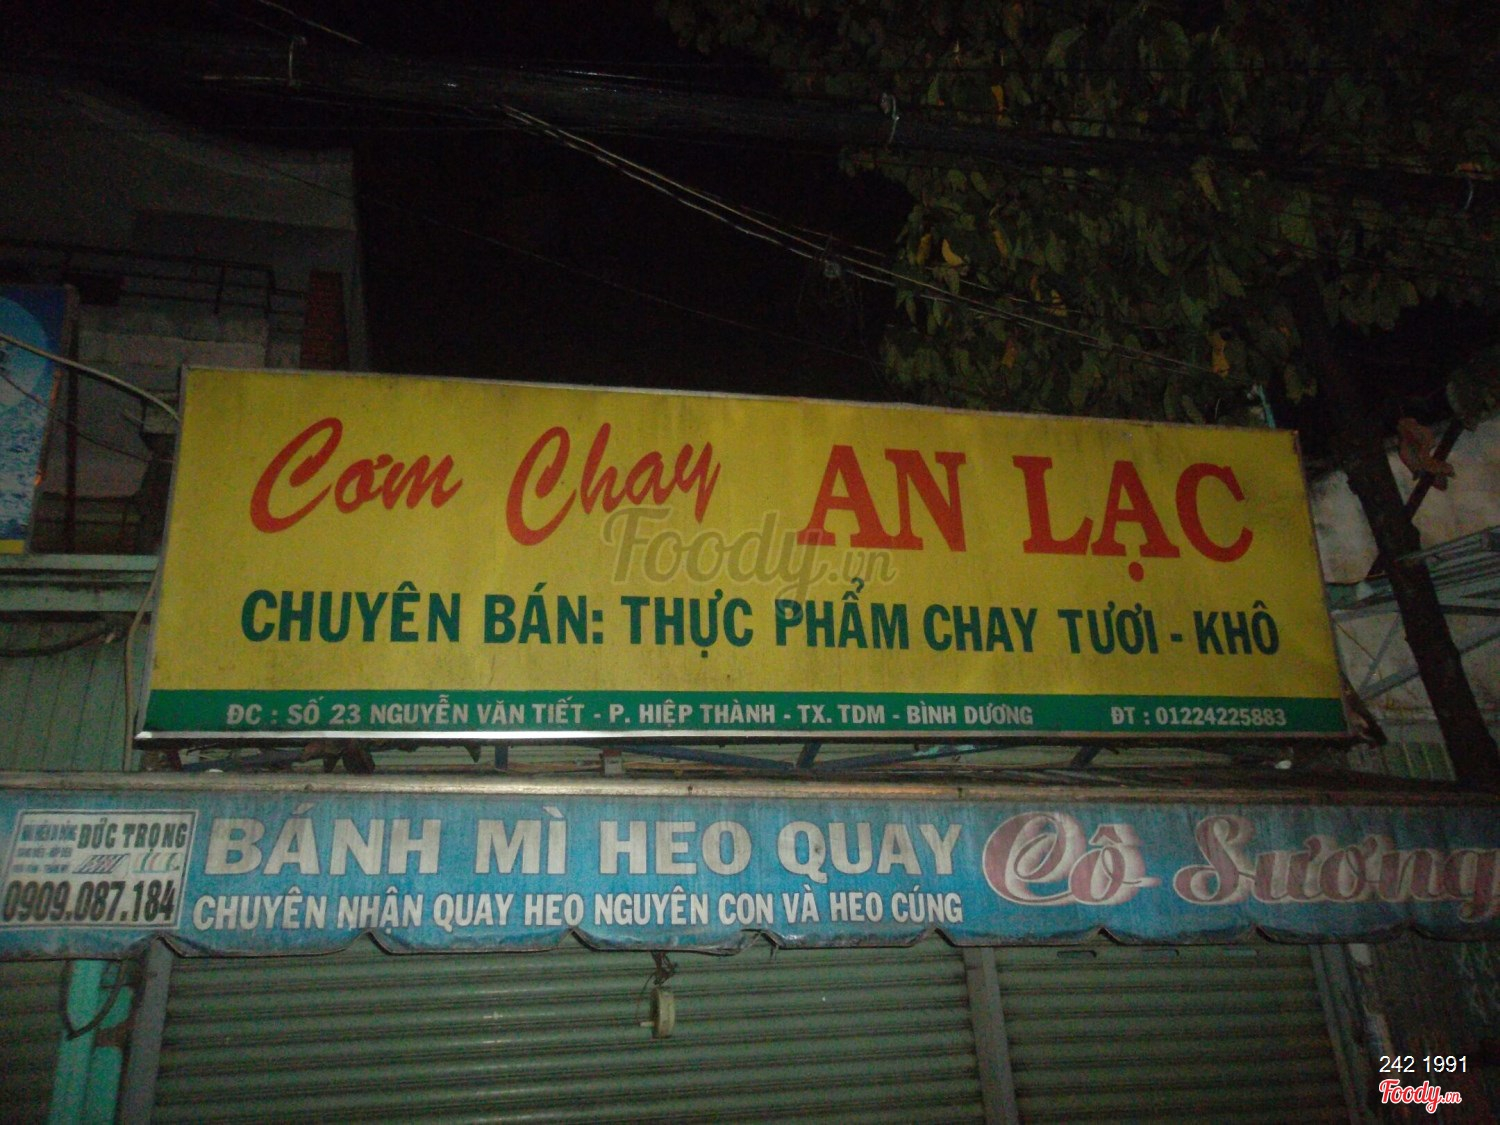 Cơm Chay AN LẠC
CHUYÊN BÁN: THỰC PHẨM CHAY TƯƠI - KHÔ
ĐC : SỐ 23 NGUYỄN VĂN TIẾT - P. HIỆP THÀNH - TX. TDM - BÌNH DƯƠNG ĐT : 01224225883
Foody.vn
ĐỨC TRỌNG
0909.087.184
BÁNH MÌ HEO QUAY Cô Sương
CHUYÊN NHẬN QUAY HEO NGUYÊN CON VÀ HEO CÚNG
242 1991
Foody.vn